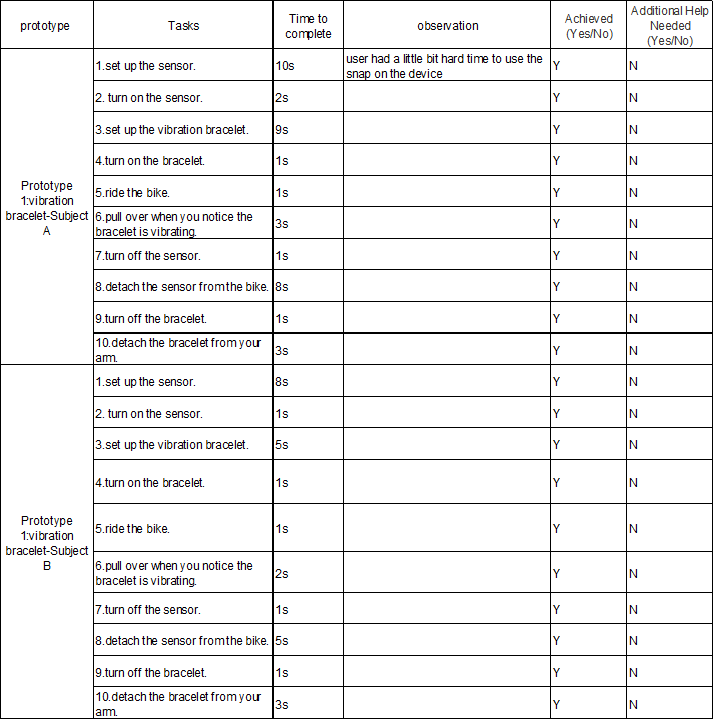 prototype Tasks Time to complete observation Achieved (Yes/No) Additional Help Needed (Yes/No)
Prototype 1:vibration bracelet-Subject A
1.set up the sensor. 10s user had a little bit hard time to use the snap on the device Y N
2. turn on the sensor. 2s Y N
3.set up the vibration bracelet. 9s Y N
4.turn on the bracelet. 1s Y N
5.ride the bike. 1s Y N
6.pull over when you notice the bracelet is vibrating. 3s Y N
7.turn off the sensor. 1s Y N
8.detach the sensor from the bike. 8s Y N
9.turn off the bracelet. 1s Y N
10.detach the bracelet from your arm. 3s Y N
Prototype 1:vibration bracelet-Subject B
1.set up the sensor. 8s Y N
2. turn on the sensor. 1s Y N
3.set up the vibration bracelet. 5s Y N
4.turn on the bracelet. 1s Y N
5.ride the bike. 1s Y N
6.pull over when you notice the bracelet is vibrating. 2s Y N
7.turn off the sensor. 1s Y N
8.detach the sensor from the bike. 5s Y N
9.turn off the bracelet. 1s Y N
10.detach the bracelet from your arm. 3s Y N